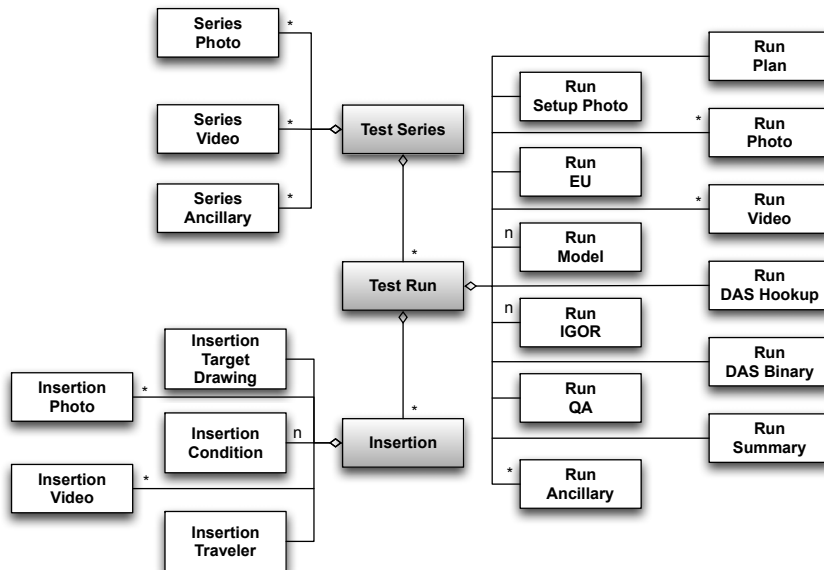 Series
Photo
*
Series
Video
*
Series
Ancillary
*
Test Series
*
Test Run
*
Insertion
Insertion
Target
Drawing
Insertion
Photo
*
Insertion
Condition
n
Insertion
Video
*
Insertion
Traveler
Run
Plan
Run
Setup Photo
*
Run
Photo
Run
EU
*
Run
Video
n
Run
Model
Run
DAS Hookup
n
Run
IGOR
Run
DAS Binary
Run
QA
Run
Summary
*
Run
Ancillary